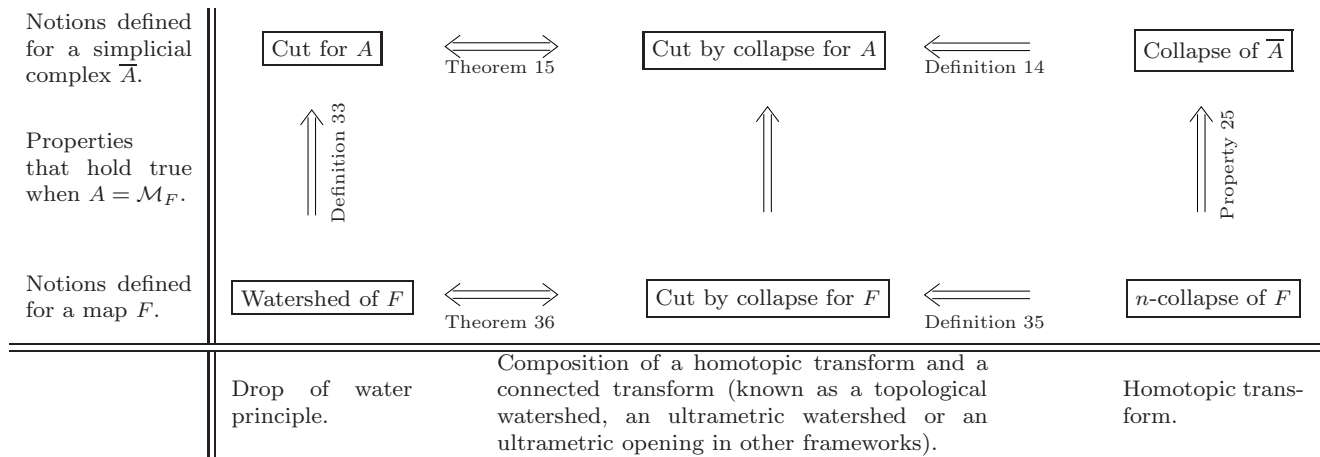 Notions defined
for a simplicial
complex A̅.
Cut for A
Theorem 15
Cut by collapse for A
Definition 14
Collapse of A̅
Properties
that hold true
when A = ℳ_F.
Definition 33
Property 25
Notions defined
for a map F.
Watershed of F
Theorem 36
Cut by collapse for F
Definition 35
n-collapse of F
Drop of water
principle.
Composition of a homotopic transform and a
connected transform (known as a topological
watershed, an ultrametric watershed or an
ultrametric opening in other frameworks).
Homotopic trans-
form.